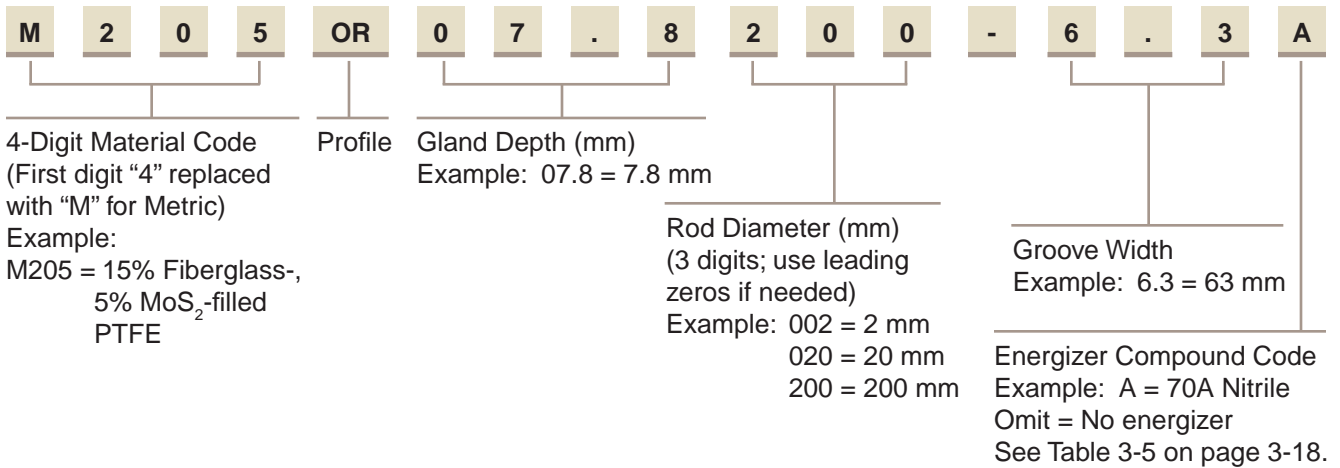 M 2 0 5 OR 0 7 . 8 2 0 0 - 6 . 3 A
4-Digit Material Code
(First digit “4” replaced
with “M” for Metric)
Example:
M205 = 15% Fiberglass-,
5% MoS₂-filled
PTFE
Profile
Gland Depth (mm)
Example: 07.8 = 7.8 mm
Rod Diameter (mm)
(3 digits; use leading
zeros if needed)
Example: 002 = 2 mm
020 = 20 mm
200 = 200 mm
Groove Width
Example: 6.3 = 63 mm
Energizer Compound Code
Example: A = 70A Nitrile
Omit = No energizer
See Table 3-5 on page 3-18.